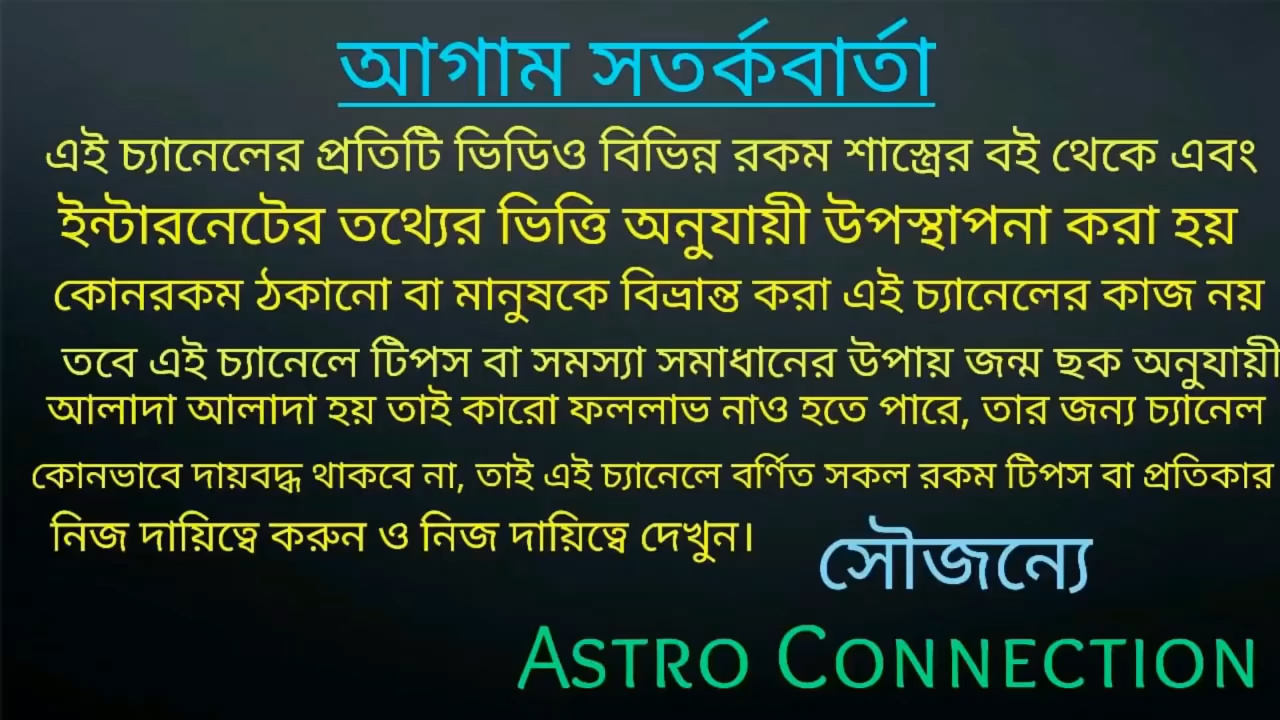 আগাম সতর্কবার্তা
এই চ্যানেলের প্রতিটি ভিডিও বিভিন্ন রকম শাস্ত্রের বই থেকে এবং
ইন্টারনেটের তথ্যের ভিত্তি অনুযায়ী উপস্থাপনা করা হয়
কোনরকম ঠকানো বা মানুষকে বিভ্রান্ত করা এই চ্যানেলের কাজ নয়
তবে এই চ্যানেলে টিপস বা সমস্যা সমাধানের উপায় জন্ম ছক অনুযায়ী
আলাদা আলাদা হয় তাই কারো ফললাভ নাও হতে পারে, তার জন্য চ্যানেল
কোনভাবে দায়বদ্ধ থাকবে না, তাই এই চ্যানেলে বর্ণিত সকল রকম টিপস বা প্রতিকার
নিজ দায়িত্বে করুন ও নিজ দায়িত্বে দেখুন।
সৌজন্যে
ASTRO CONNECTION